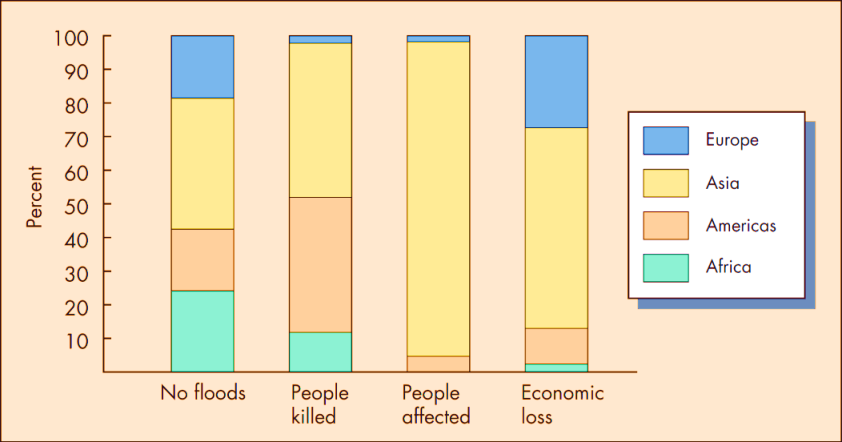 100
90
80
70
60
50
40
30
20
10
Percent
No floods
People
killed
People
affected
Economic
loss
Europe
Asia
Americas
Africa